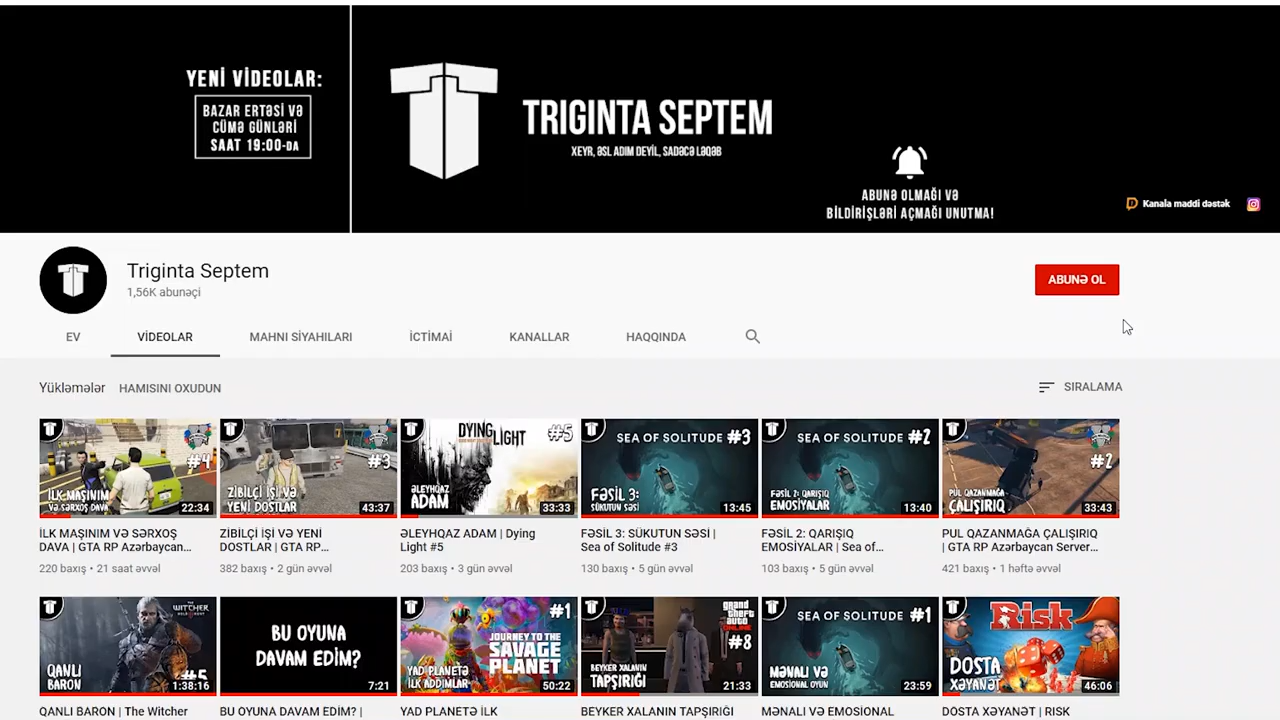 YENİ VİDEOLAR:
BAZAR ERTƏSİ VƏ
CÜMƏ GÜNLƏRİ
SAAT 19:00-DA
TRIGINTA SEPTEM
XEYR, ƏSL ADIM DEYİL, SADƏCƏ LƏQƏB
ABUNƏ OLMAĞI VƏ
BİLDİRİŞLƏRİ AÇMAĞI UNUTMA!
Kanala maddi dəstək
Triginta Septem
1,56K abunəçi
ABUNƏ OL
EV VİDEOLAR MAHNI SİYAHILARI İCTİMAİ KANALLAR HAQQINDA
Yükləmələr HAMISINI OXUDUN SIRALAMA
#4
İLK MAŞINIM
VƏ SƏRXOŞ DAVA
22:34
İLK MAŞINIM VƏ SƏRXOŞ
DAVA | GTA RP Azərbaycan...
220 baxış • 21 saat əvvəl
#3
ZİBİLÇİ İŞİ VƏ
YENİ DOSTLAR
43:37
ZİBİLÇİ İŞİ VƏ YENİ
DOSTLAR | GTA RP...
382 baxış • 2 gün əvvəl
DYING LIGHT
#5
ƏLEYHQAZ
ADAM
33:33
ƏLEYHQAZ ADAM | Dying
Light #5
203 baxış • 3 gün əvvəl
SEA OF SOLITUDE #3
FƏSİL 3:
SÜKUTUN SƏSİ
13:45
FƏSİL 3: SÜKUTUN SƏSİ |
Sea of Solitude #3
130 baxış • 5 gün əvvəl
SEA OF SOLITUDE #2
FƏSİL 2: QARIŞIQ
EMOSİYALAR
13:40
FƏSİL 2: QARIŞIQ
EMOSİYALAR | Sea of...
103 baxış • 5 gün əvvəl
#2
PUL QAZANMAĞA
ÇALIŞIRIQ
33:43
PUL QAZANMAĞA ÇALIŞIRIQ
| GTA RP Azərbaycan Server...
421 baxış • 1 həftə əvvəl
THE WITCHER
QANLI
BARON
#5
1:38:16
QANLI BARON | The Witcher
BU OYUNA
DAVAM EDİM?
7:21
BU OYUNA DAVAM EDİM? |
#1
JOURNEY TO THE
SAVAGE
PLANET
YAD PLANETƏ
İLK ADDIMLAR
50:22
YAD PLANETƏ İLK
grand
theft
auto
ONLINE
#8
BEYKER XALANIN
TAPŞIRIĞI
21:33
BEYKER XALANIN TAPŞIRIĞI
SEA OF SOLITUDE #1
MƏNALI VƏ
EMOSIONAL OYUN
23:59
MƏNALI VƏ EMOSİONAL
Risk
DOSTA
XƏYANƏT
46:06
DOSTA XƏYANƏT | RISK